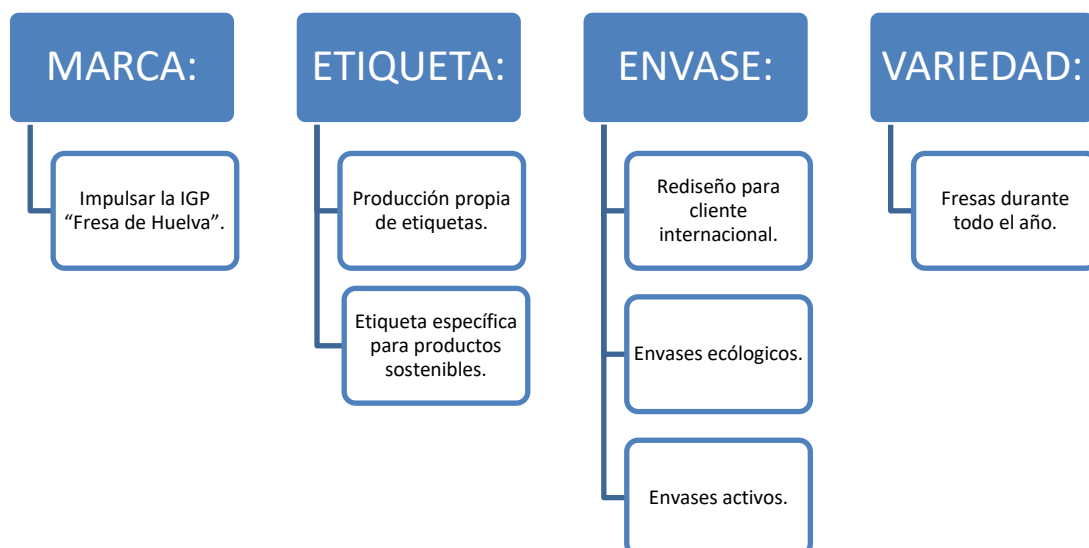 MARCA:
Impulsar la IGP
“Fresa de Huelva”.
ETIQUETA:
Producción propia
de etiquetas.
Etiqueta específica
para productos
sostenibles.
ENVASE:
Rediseño para
cliente
internacional.
Envases ecólogicos.
Envases activos.
VARIEDAD:
Fresas durante
todo el año.